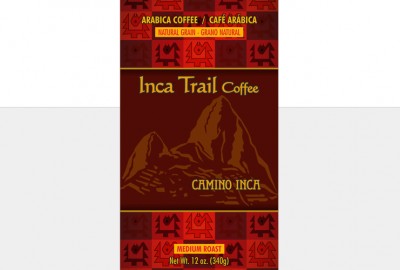 ARABICA COFFEE / CAFÉ ARABICA
NATURAL GRAIN - GRANO NATURAL
Inca Trail Coffee
CAMINO INCA
MEDIUM ROAST
Net Wt. 12 oz. (340g)